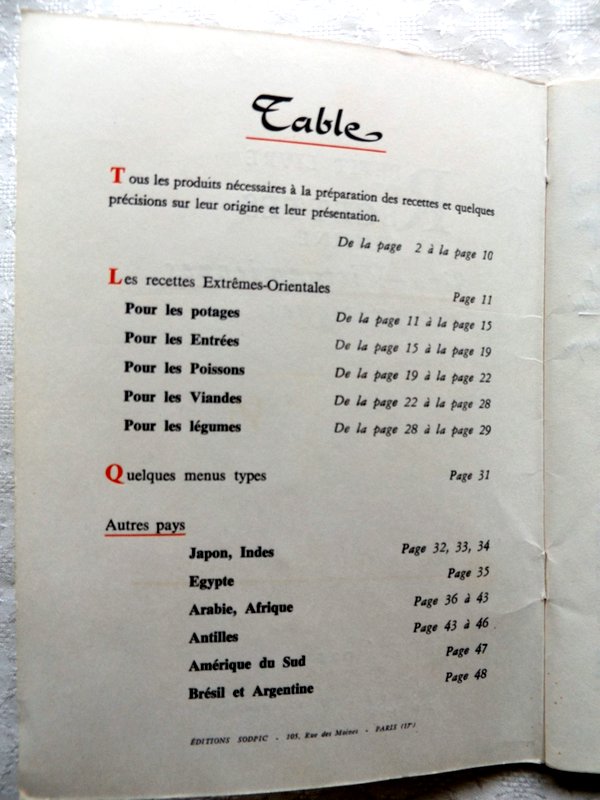 Table
Tous les produits nécessaires à la préparation des recettes et quelques
précisions sur leur origine et leur présentation.
De la page 2 à la page 10
Les recettes Extrêmes-Orientales Page 11
Pour les potages De la page 11 à la page 15
Pour les Entrées De la page 15 à la page 19
Pour les Poissons De la page 19 à la page 22
Pour les Viandes De la page 22 à la page 28
Pour les légumes De la page 28 à la page 29
Quelques menus types Page 31
Autres pays
Japon, Indes Page 32, 33, 34
Egypte Page 35
Arabie, Afrique Page 36 à 43
Antilles Page 43 à 46
Amérique du Sud Page 47
Brésil et Argentine Page 48
ÉDITIONS SODPIC - 105, Rue des Moines - PARIS (17e)